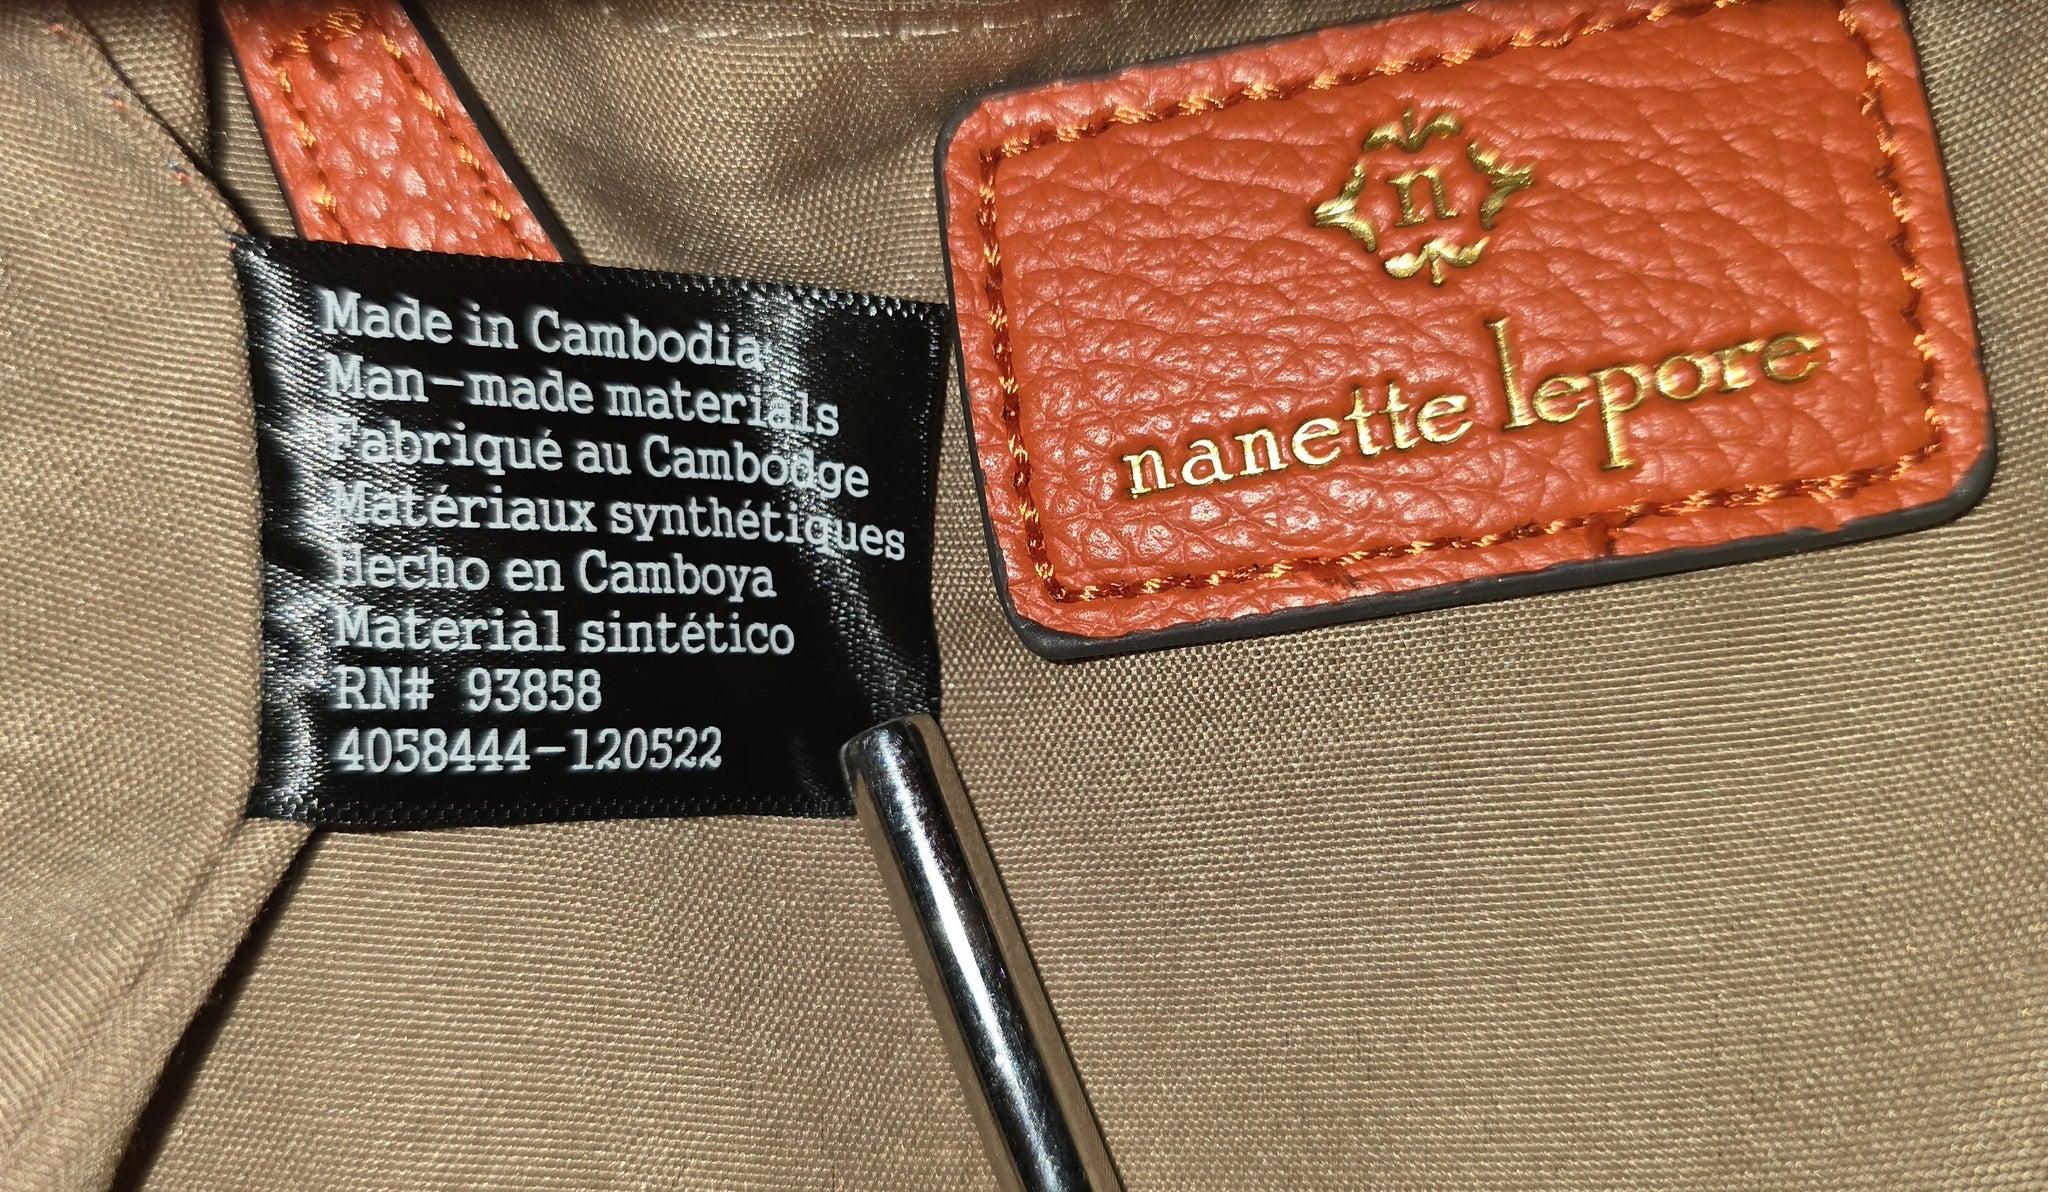 Made in Cambodia
Man-made materials
Fabriqué au Cambodge
Matériaux synthétiques
Hecho en Camboya
Materiàl sintético
RN# 93858
4058444-120522
n
nanette lepore